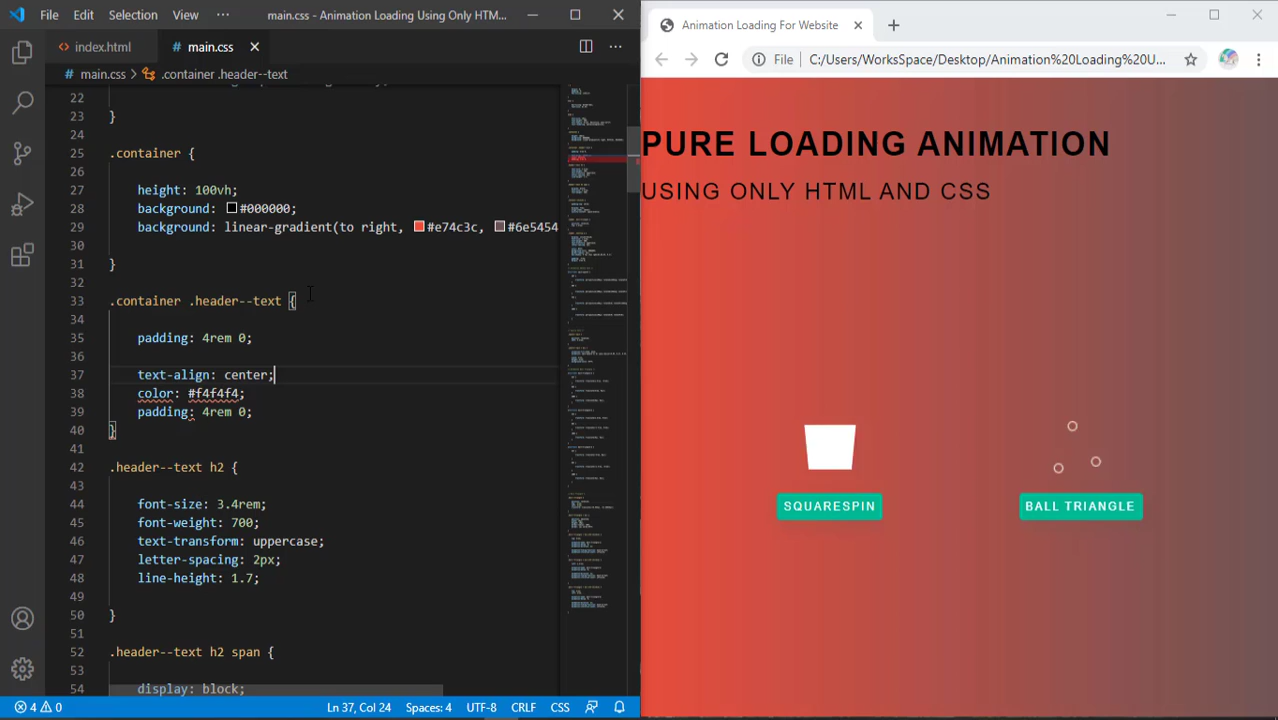 File Edit Selection View ··· main.css - Animation Loading Using Only HTM...
index.html main.css
main.css > .container .header--text
22
23 }
24
25 .container {
26
27 height: 100vh;
28 background: #000000;
29 background: linear-gradient(to right, #e74c3c, #6e5454
30
31 }
32
33 .container .header--text {
34
35 padding: 4rem 0;
36
37 text-align: center;
38 color: #f4f4f4;
39 padding: 4rem 0;
40 }
41
42 .header--text h2 {
43
44 font-size: 3.4rem;
45 font-weight: 700;
46 text-transform: uppercase;
47 letter-spacing: 2px;
48 line-height: 1.7;
49
50 }
51
52 .header--text h2 span {
53
54 display: block;
4 0 Ln 37, Col 24 Spaces: 4 UTF-8 CRLF CSS
Animation Loading For Website
File C:/Users/WorksSpace/Desktop/Animation%20Loading%20U...
PURE LOADING ANIMATION
USING ONLY HTML AND CSS
SQUARESPIN BALL TRIANGLE